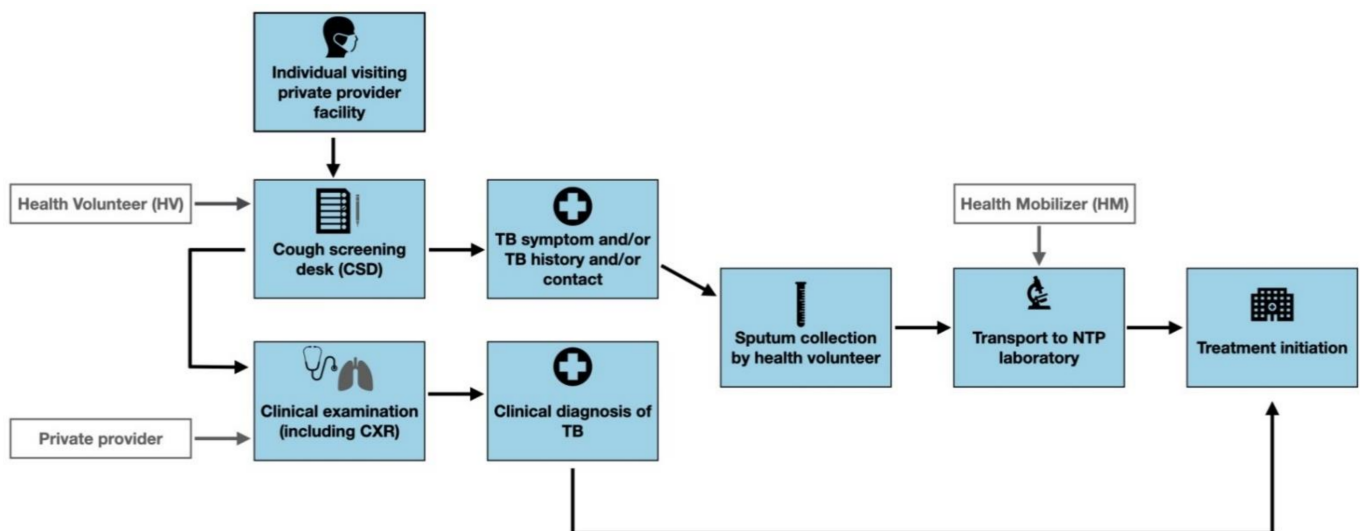 Individual visiting
private provider
facility
Health Volunteer (HV)
Cough screening
desk (CSD)
TB symptom and/or
TB history and/or
contact
Health Mobilizer (HM)
Sputum collection
by health volunteer
Transport to NTP
laboratory
Treatment initiation
Private provider
Clinical examination
(including CXR)
Clinical diagnosis of
TB